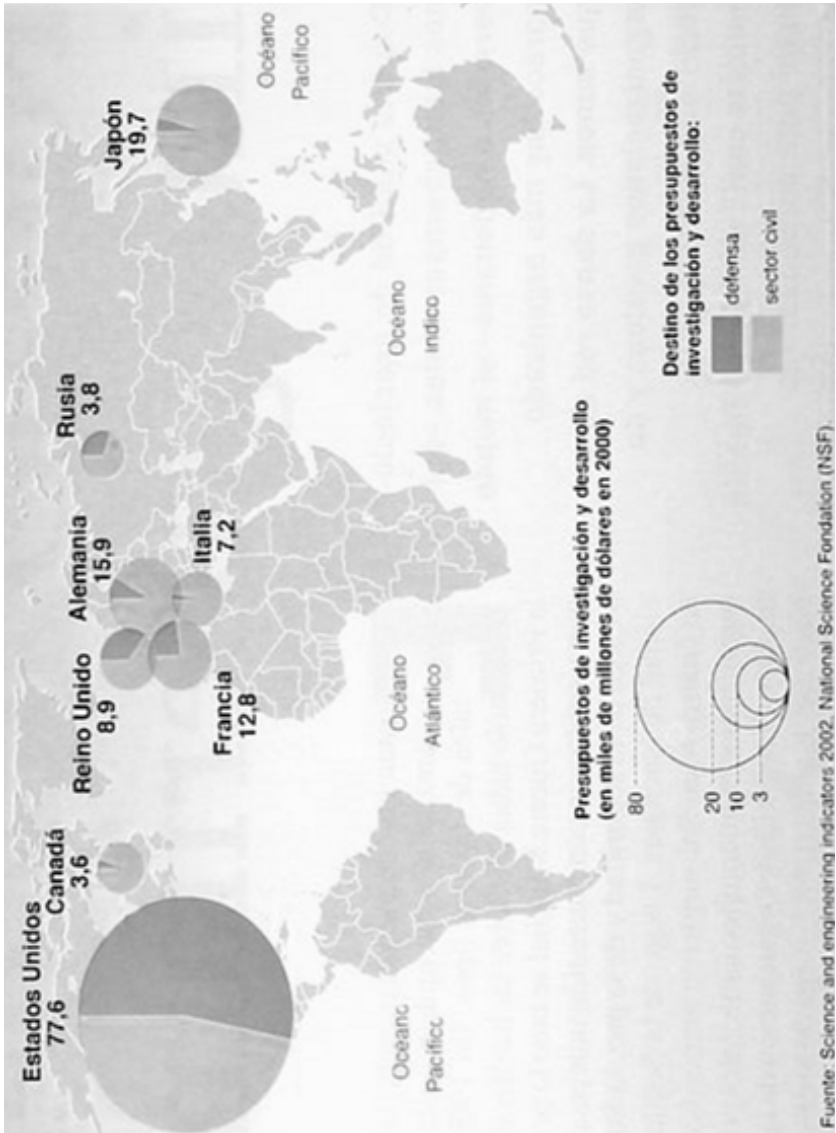 Estados Unidos
77,6
Canadá
3,6
Reino Unido
8,9
Alemania
15,9
Rusia
3,8
Japón
19,7
Francia
12,8
Italia
7,2
Océano
Pacífico
Océano
Atlántico
Océano
Índico
Océano
Pacífico
Presupuestos de investigación y desarrollo
(en miles de millones de dólares en 2000)
80
20
10
3
Destino de los presupuestos de
investigación y desarrollo:
defensa
sector civil
Fuente: Science and engineering indicators 2002, National Science Fondation (NSF).